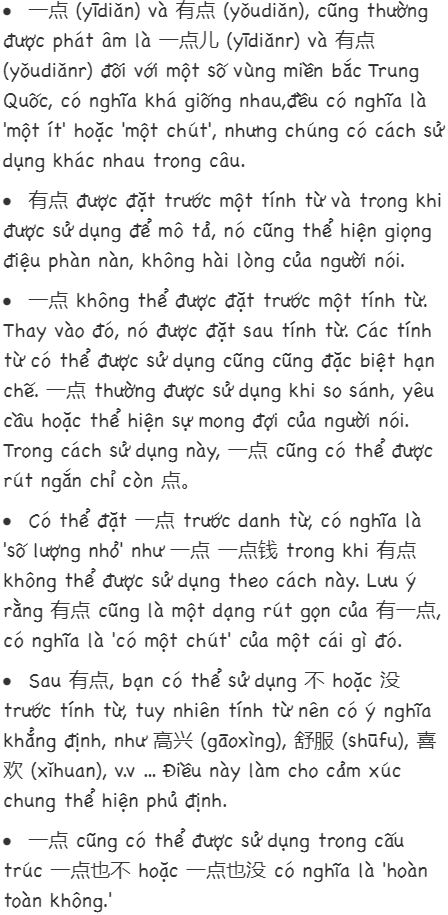 • 一点 (yīdiǎn) và 有点 (yǒudiǎn), cũng thường
được phát âm là 一点儿 (yīdiǎnr) và 有点
(yǒudiǎnr) đối với một số vùng miền bắc Trung
Quốc, có nghĩa khá giống nhau,đều có nghĩa là
'một ít' hoặc 'một chút', nhưng chúng có cách sử
dụng khác nhau trong câu.
• 有点 được đặt trước một tính từ và trong khi
được sử dụng để mô tả, nó cũng thể hiện giọng
điệu phàn nàn, không hài lòng của người nói.
• 一点 không thể được đặt trước một tính từ.
Thay vào đó, nó được đặt sau tính từ. Các tính
từ có thể được sử dụng cũng cũng đặc biệt hạn
chế. 一点 thường được sử dụng khi so sánh, yêu
cầu hoặc thể hiện sự mong đợi của người nói.
Trong cách sử dụng này, 一点 cũng có thể được
rút ngắn chỉ còn 点。
• Có thể đặt 一点 trước danh từ, có nghĩa là
'số lượng nhỏ' như 一点 一点钱 trong khi 有点
không thể được sử dụng theo cách này. Lưu ý
rằng 有点 cũng là một dạng rút gọn của 有一点,
có nghĩa là 'có một chút' của một cái gì đó.
• Sau 有点, bạn có thể sử dụng 不 hoặc 没
trước tính từ, tuy nhiên tính từ nên có ý nghĩa
khẳng định, như 高兴 (gāoxìng), 舒服 (shūfu), 喜
欢 (xǐhuan), v.v ... Điều này làm cho cảm xúc
chung thể hiện phủ định.
• 一点 cũng có thể được sử dụng trong cấu
trúc 一点也不 hoặc 一点也没 có nghĩa là 'hoàn
toàn không.'